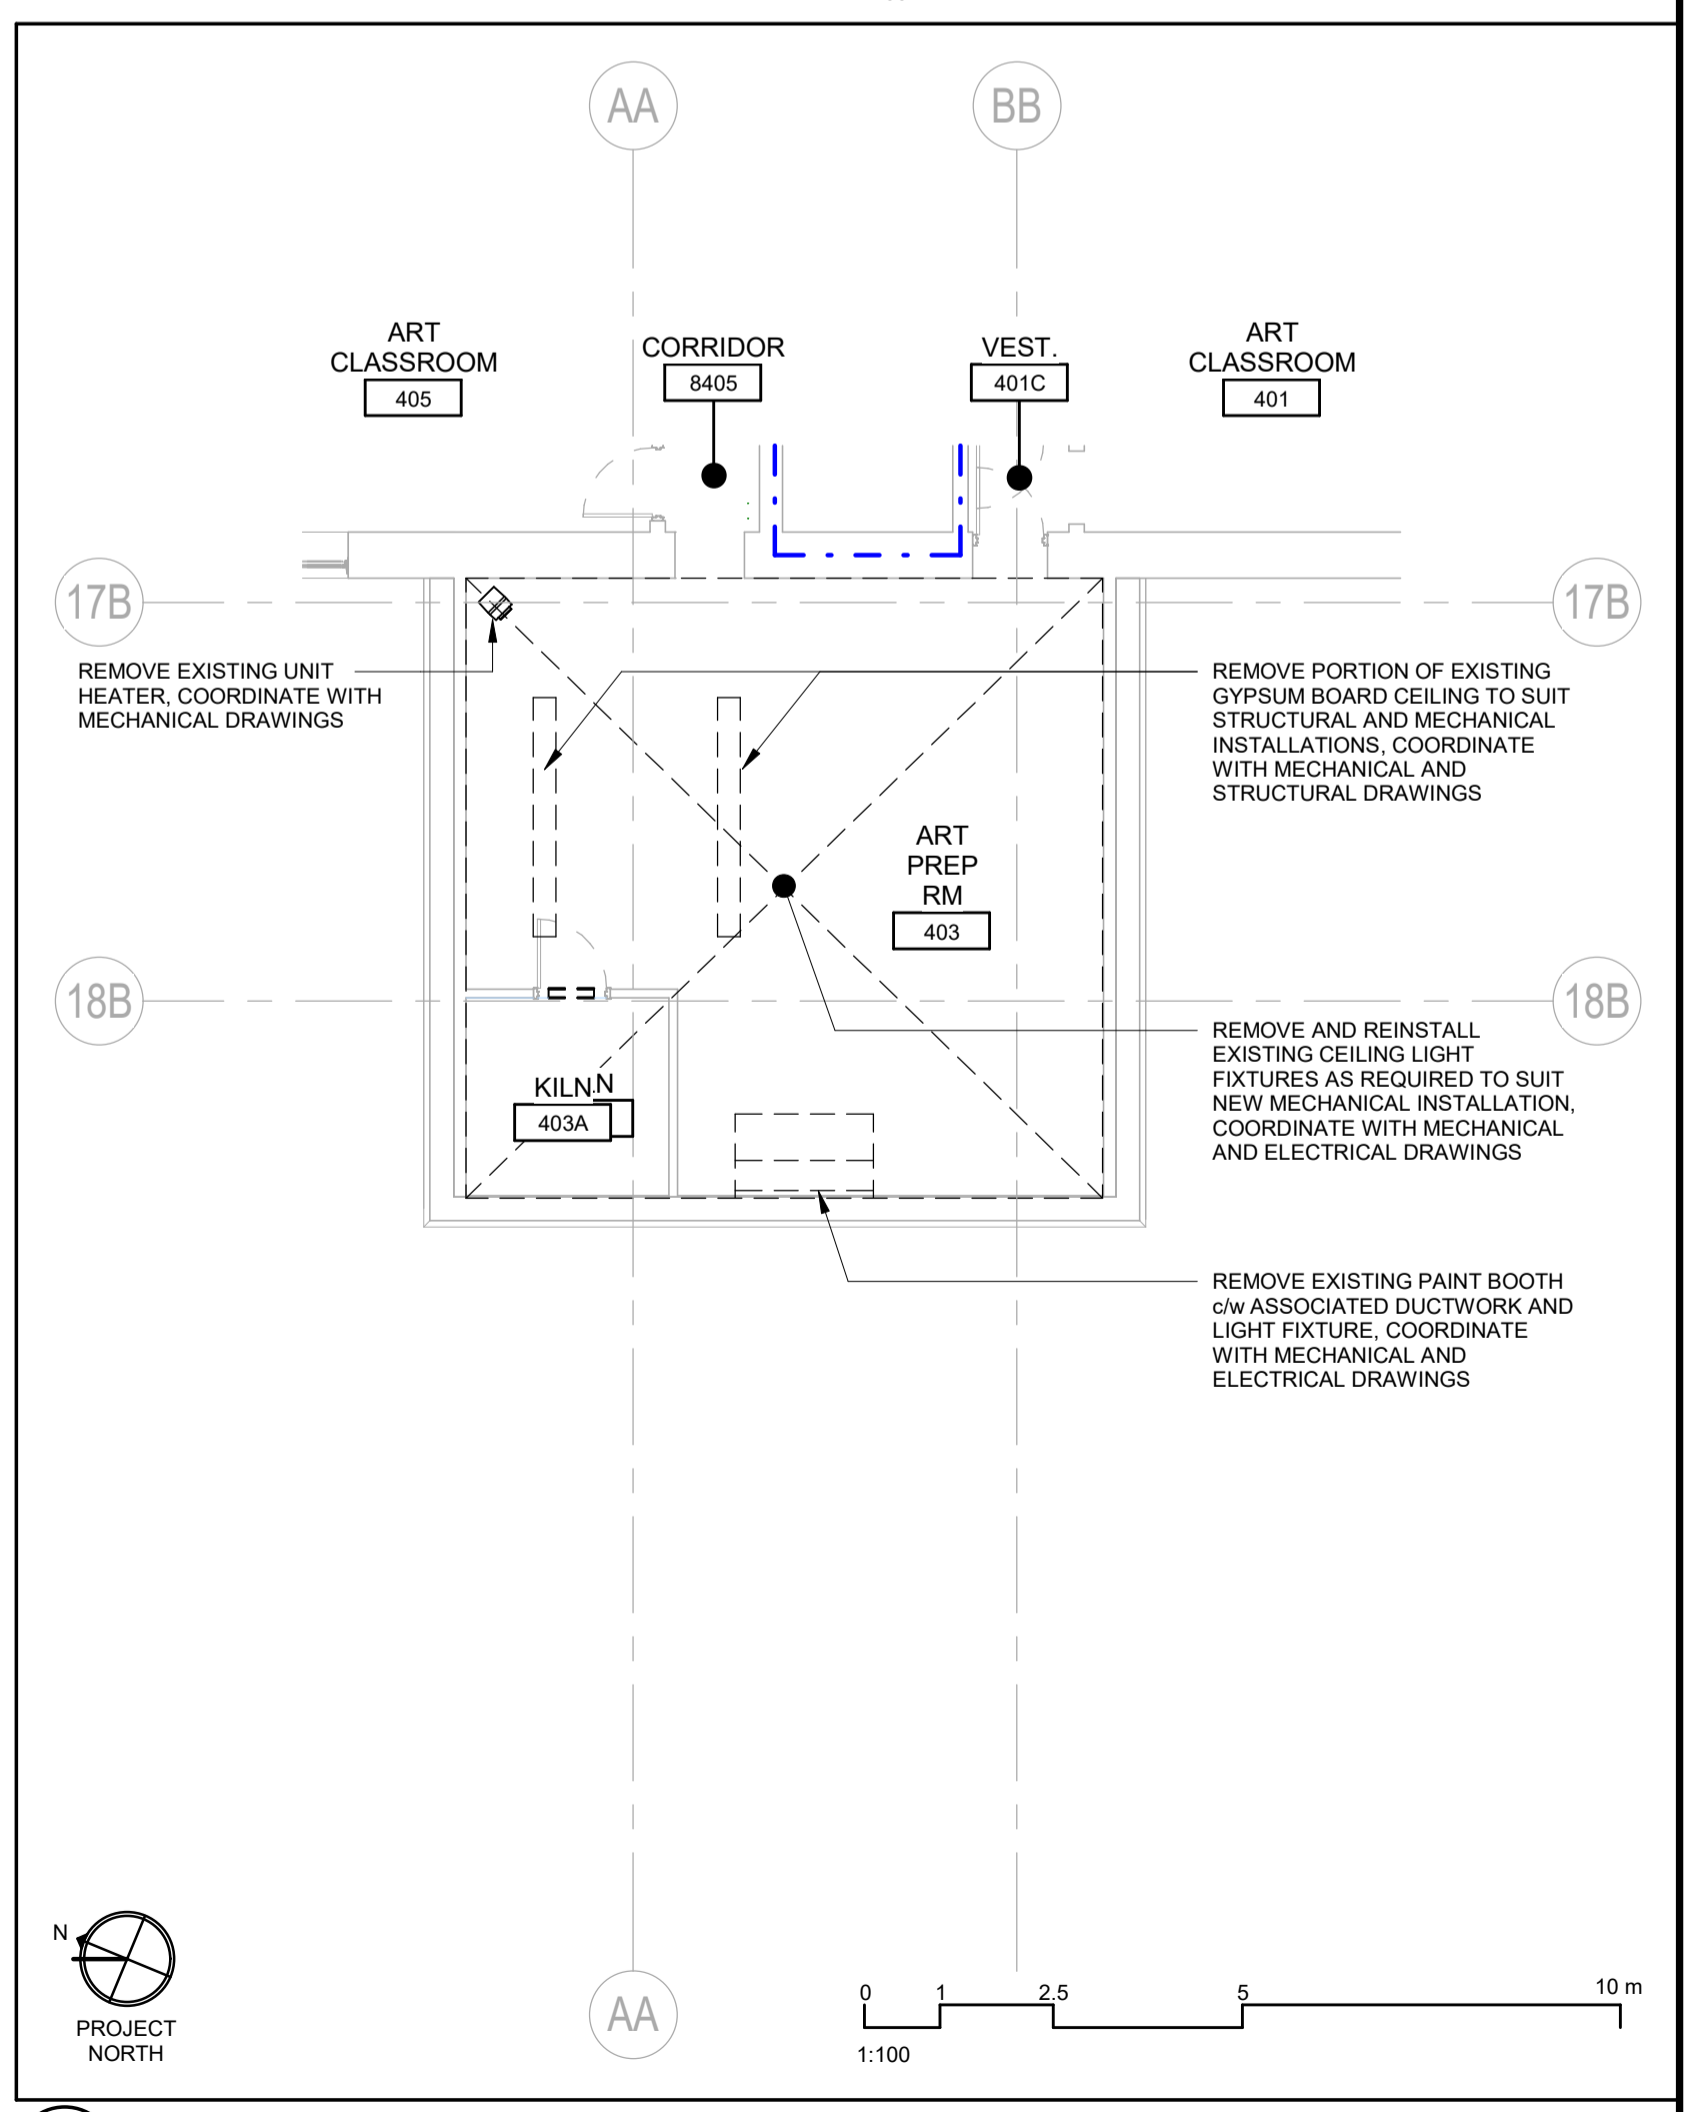 AA
BB
ART
CLASSROOM
405
CORRIDOR
8405
VEST.
401C
ART
CLASSROOM
401
17B
17B
REMOVE EXISTING UNIT
HEATER, COORDINATE WITH
MECHANICAL DRAWINGS
REMOVE PORTION OF EXISTING
GYPSUM BOARD CEILING TO SUIT
STRUCTURAL AND MECHANICAL
INSTALLATIONS, COORDINATE
WITH MECHANICAL AND
STRUCTURAL DRAWINGS
ART
PREP
RM
403
18B
18B
REMOVE AND REINSTALL
EXISTING CEILING LIGHT
FIXTURES AS REQUIRED TO SUIT
NEW MECHANICAL INSTALLATION,
COORDINATE WITH MECHANICAL
AND ELECTRICAL DRAWINGS
KILN.N
403A
REMOVE EXISTING PAINT BOOTH
c/w ASSOCIATED DUCTWORK AND
LIGHT FIXTURE, COORDINATE
WITH MECHANICAL AND
ELECTRICAL DRAWINGS
N
PROJECT
NORTH
AA
0 1 2.5 5 10 m
1:100